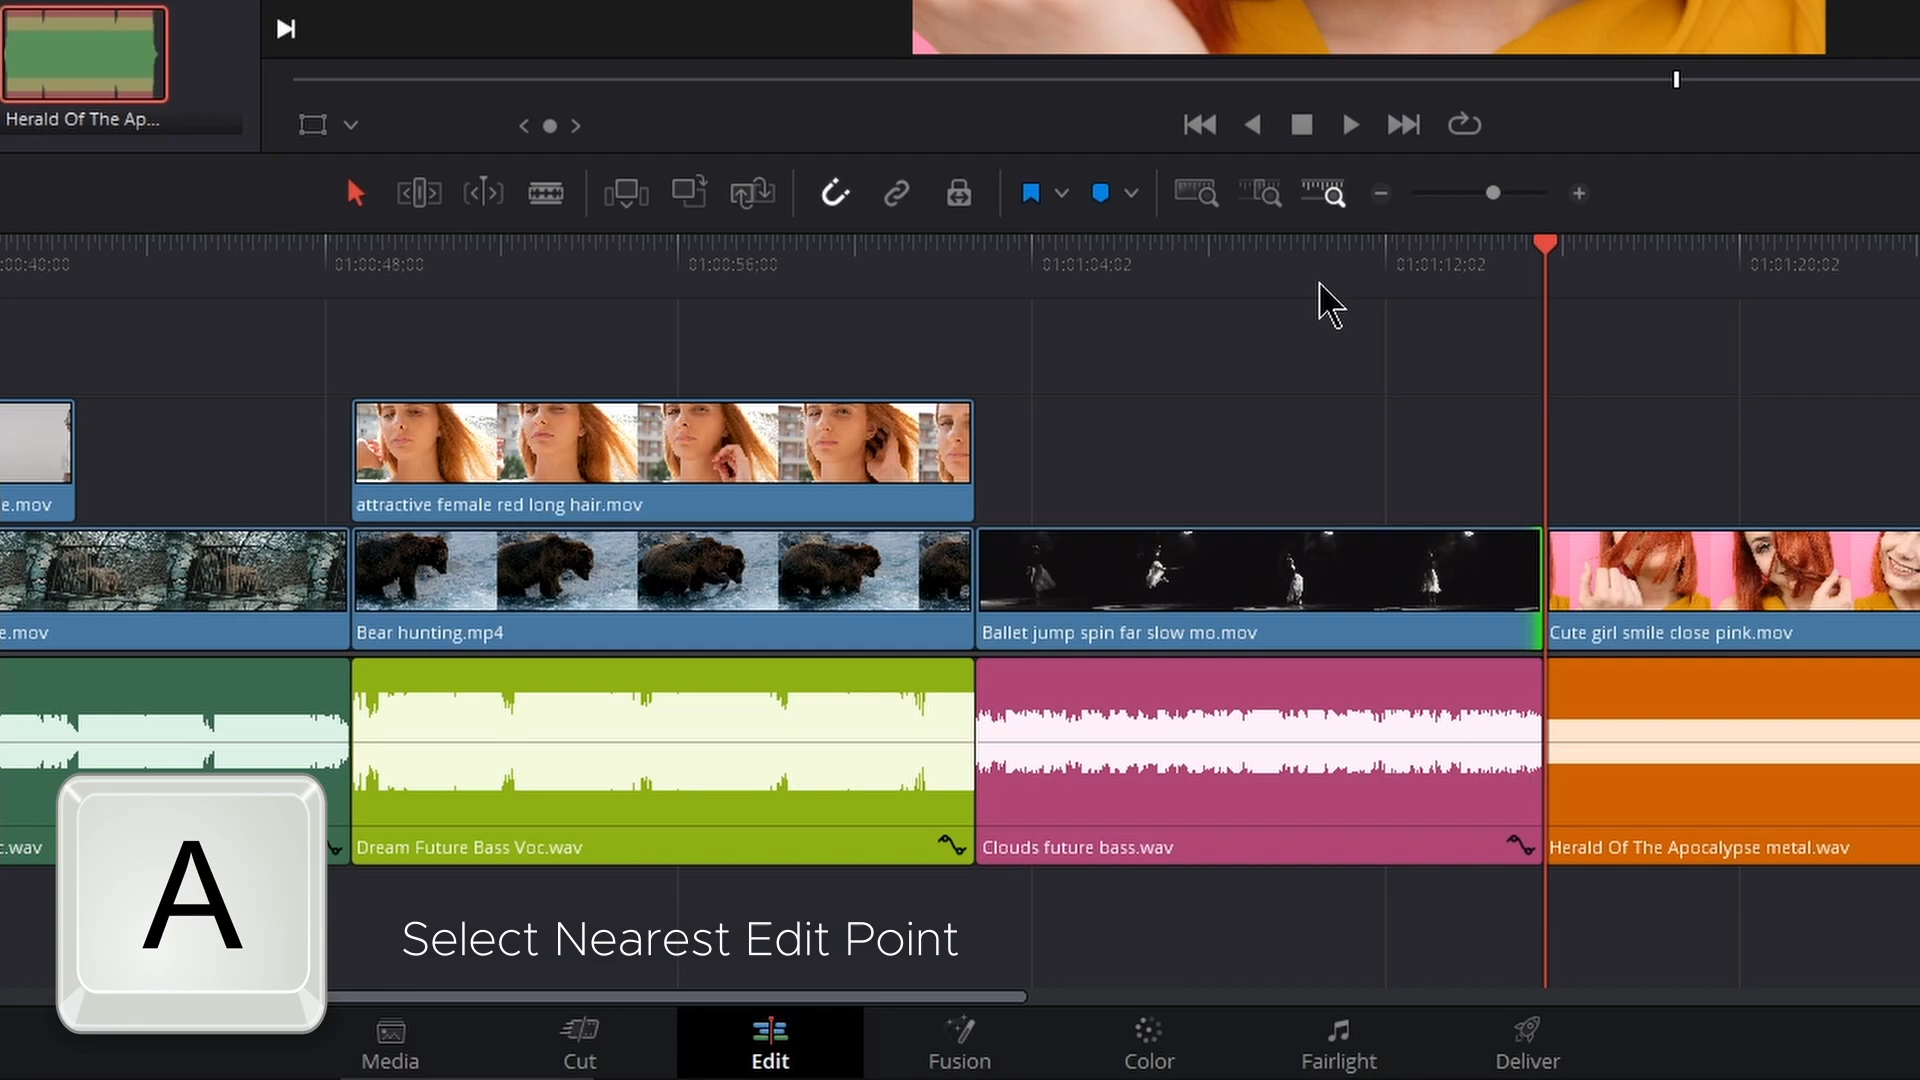 Herald Of The Ap...
:00:40;00
01:00:48;00
01:00:56;00
01:01:04;02
01:01:12;02
01:01:20;02
e.mov
attractive female red long hair.mov
e.mov
Bear hunting.mp4
Ballet jump spin far slow mo.mov
Cute girl smile close pink.mov
c.wav
Dream Future Bass Voc.wav
Clouds future bass.wav
Herald Of The Apocalypse metal.wav
A
Select Nearest Edit Point
Media
Cut
Edit
Fusion
Color
Fairlight
Deliver